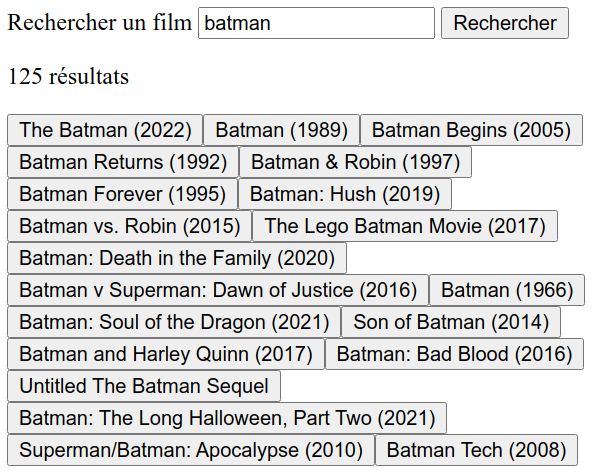 Rechercher un film batman Rechercher
125 résultats
The Batman (2022) Batman (1989) Batman Begins (2005)
Batman Returns (1992) Batman & Robin (1997)
Batman Forever (1995) Batman: Hush (2019)
Batman vs. Robin (2015) The Lego Batman Movie (2017)
Batman: Death in the Family (2020)
Batman v Superman: Dawn of Justice (2016) Batman (1966)
Batman: Soul of the Dragon (2021) Son of Batman (2014)
Batman and Harley Quinn (2017) Batman: Bad Blood (2016)
Untitled The Batman Sequel
Batman: The Long Halloween, Part Two (2021)
Superman/Batman: Apocalypse (2010) Batman Tech (2008)